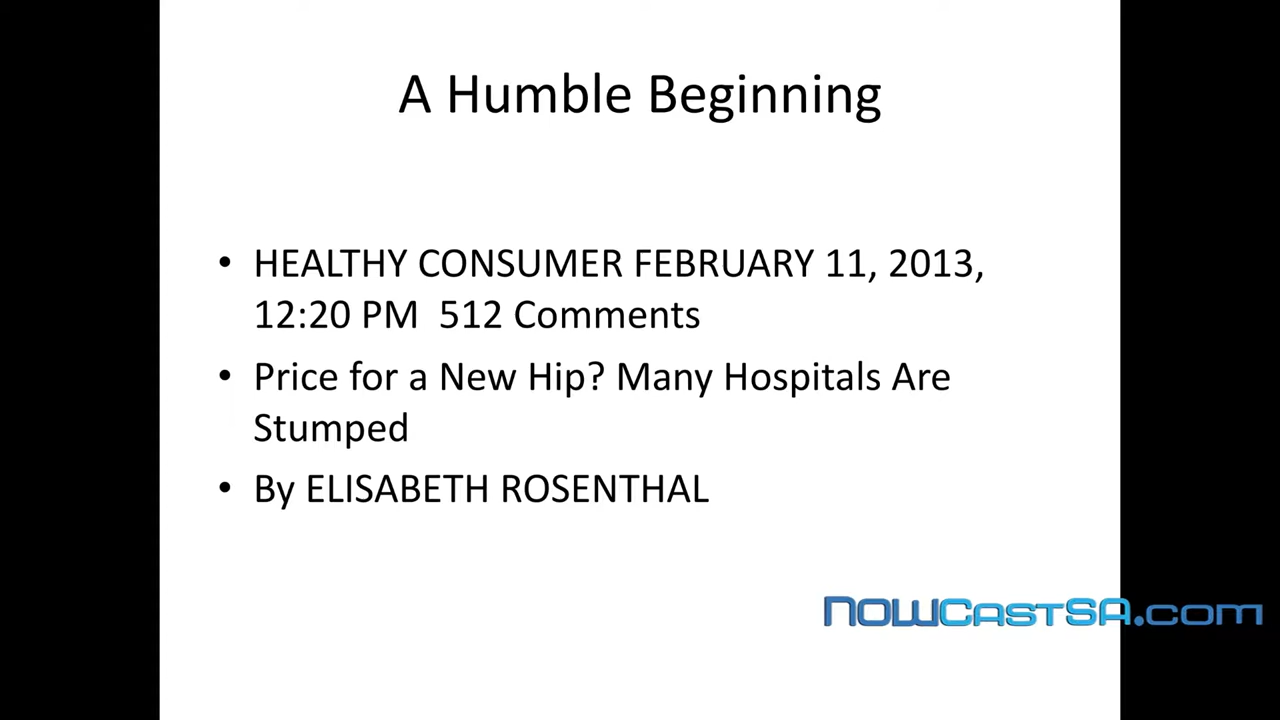 A Humble Beginning
• HEALTHY CONSUMER FEBRUARY 11, 2013,
12:20 PM 512 Comments
• Price for a New Hip? Many Hospitals Are
Stumped
• By ELISABETH ROSENTHAL
NOWCastSA.com